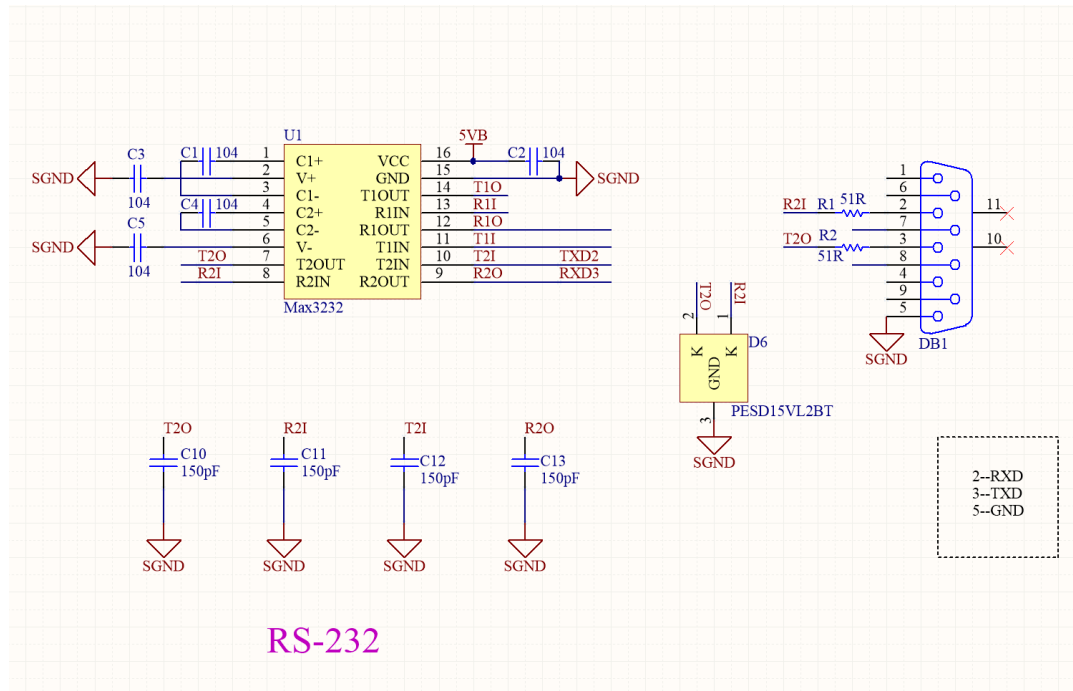 U1
C3
C1 104
1
C1+
VCC
16
5VB
C2 104
SGND
2
V+
GND
15
SGND
104
3
C1-
T1OUT
14
T1O
C4 104
4
C2+
R1IN
13
R1I
C5
5
C2-
R1OUT
12
R1O
SGND
6
V-
T1IN
11
T1I
104
T2O
7
T2OUT
T2IN
10
T2I
TXD2
R2I
8
R2IN
R2OUT
9
R2O
RXD3
Max3232
1
6
R2I R1 51R
2
11
7
T2O R2
3
10
51R
8
4
9
5
SGND
DB1
T2O
R2I
2
1
K
K
D6
GND
PESD15VL2BT
3
SGND
T2O
C10
150pF
SGND
R2I
C11
150pF
SGND
T2I
C12
150pF
SGND
R2O
C13
150pF
SGND
2--RXD
3--TXD
5--GND
RS-232